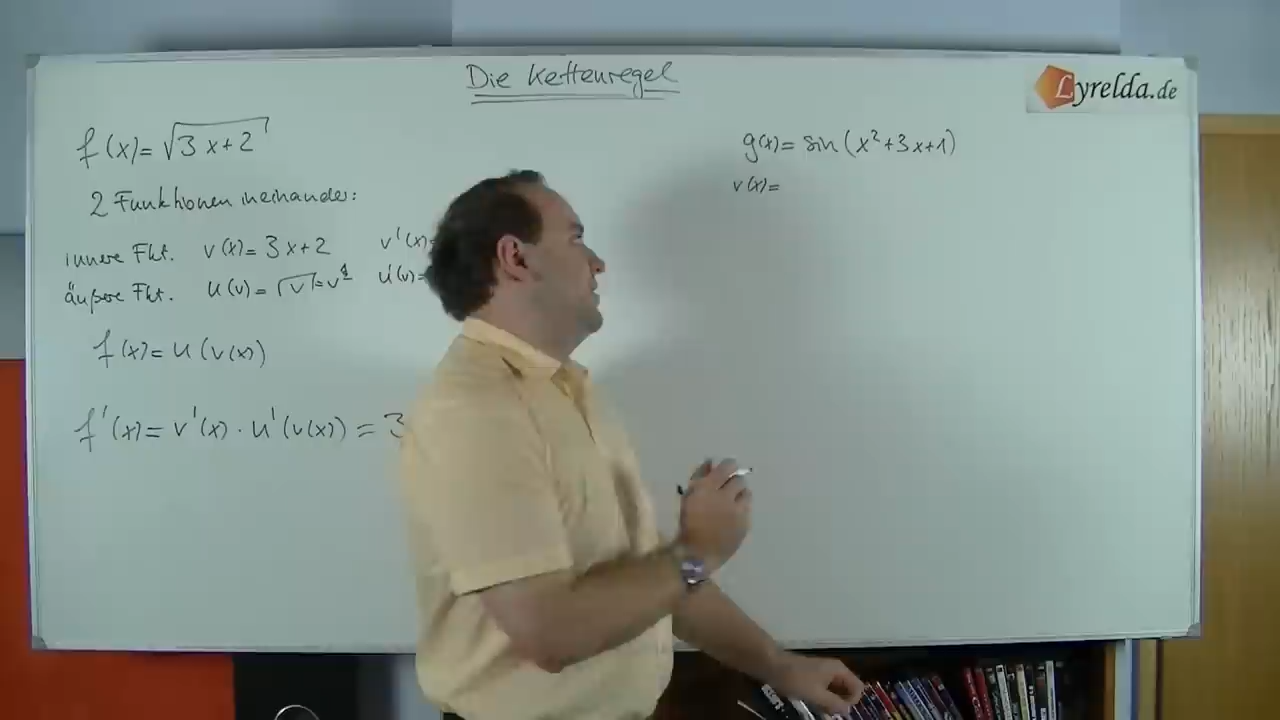 Die Kettenregel
Lyrelda.de
f(x)= √3x+2
2 Funktionen ineinander:
innere Fkt. v(x)= 3x+2 v'(x)=
äußere Fkt. u(v)= √v =v u'(v)=
f(x)= u(v(x))
f'(x)= v'(x) · u'(v(x)) = 3
g(x)= sin(x²+3x+1)
v(x)=